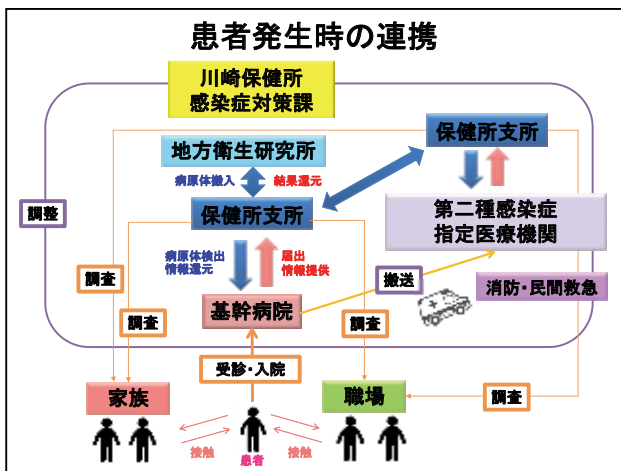 患者発生時の連携
川崎保健所
感染症対策課
保健所支所
地方衛生研究所
病原体搬入
結果還元
調整
保健所支所
第二種感染症
指定医療機関
病原体検出
情報還元
届出
情報提供
搬送
調査
消防・民間救急
基幹病院
調査
調査
受診・入院
家族
職場
調査
接触
患者
接触